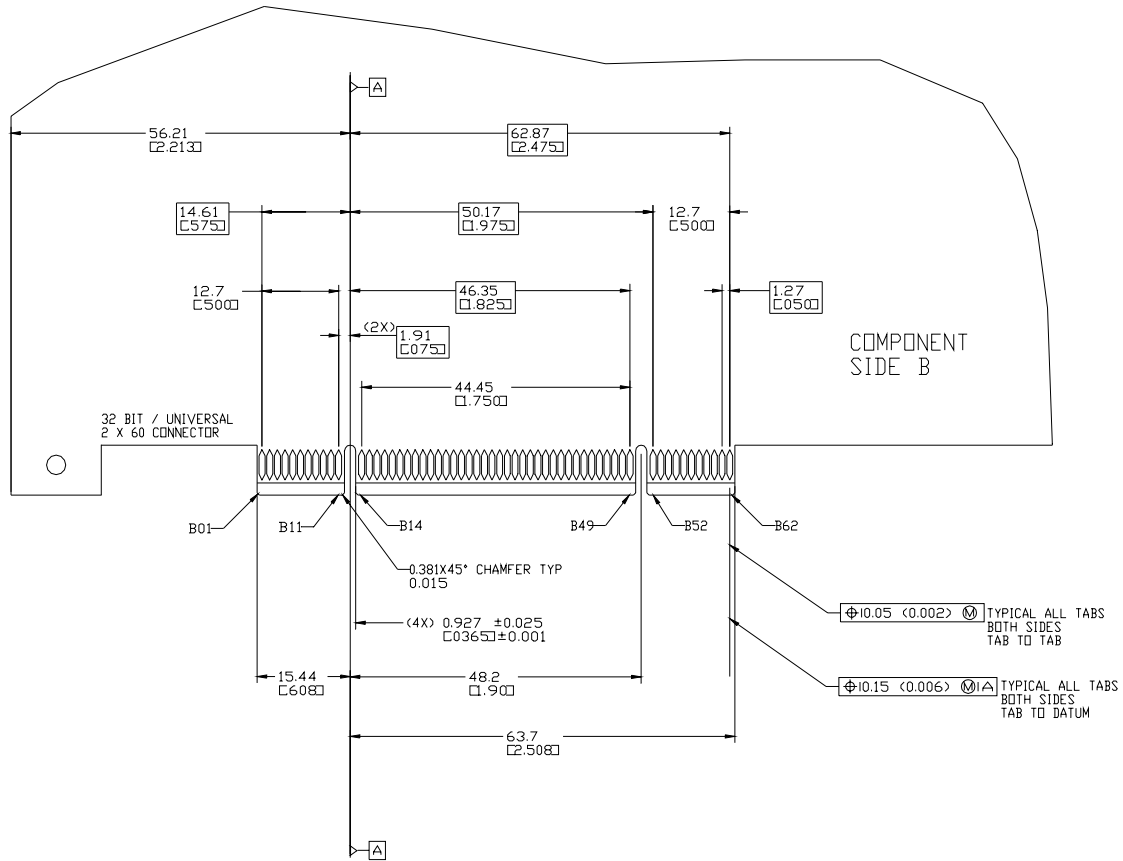 A
56.21
[2.213]
62.87
[2.475]
14.61
[575]
50.17
[1.975]
12.7
[500]
12.7
[500]
46.35
[1.825]
1.27
[050]
(2X)
1.91
[075]
COMPONENT
SIDE B
44.45
[1.750]
32 BIT / UNIVERSAL
2 X 60 CONNECTOR
B01
B11
B14
B49
B52
B62
0.381X45° CHAMFER TYP
0.015
(4X) 0.927 ±0.025
[0365]±0.001
⌖|0.05 (0.002) Ⓜ TYPICAL ALL TABS
BOTH SIDES
TAB TO TAB
15.44
[608]
48.2
[1.90]
⌖|0.15 (0.006) Ⓜ|A TYPICAL ALL TABS
BOTH SIDES
TAB TO DATUM
63.7
[2.508]
A